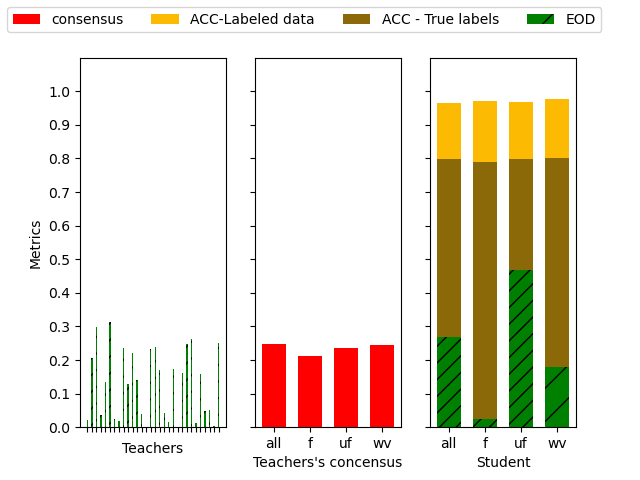 consensus ACC-Labeled data ACC - True labels EOD
1.0
0.9
0.8
0.7
0.6
0.5
0.4
0.3
0.2
0.1
0.0
Metrics
Teachers
all f uf wv
Teachers's concensus
all f uf wv
Student